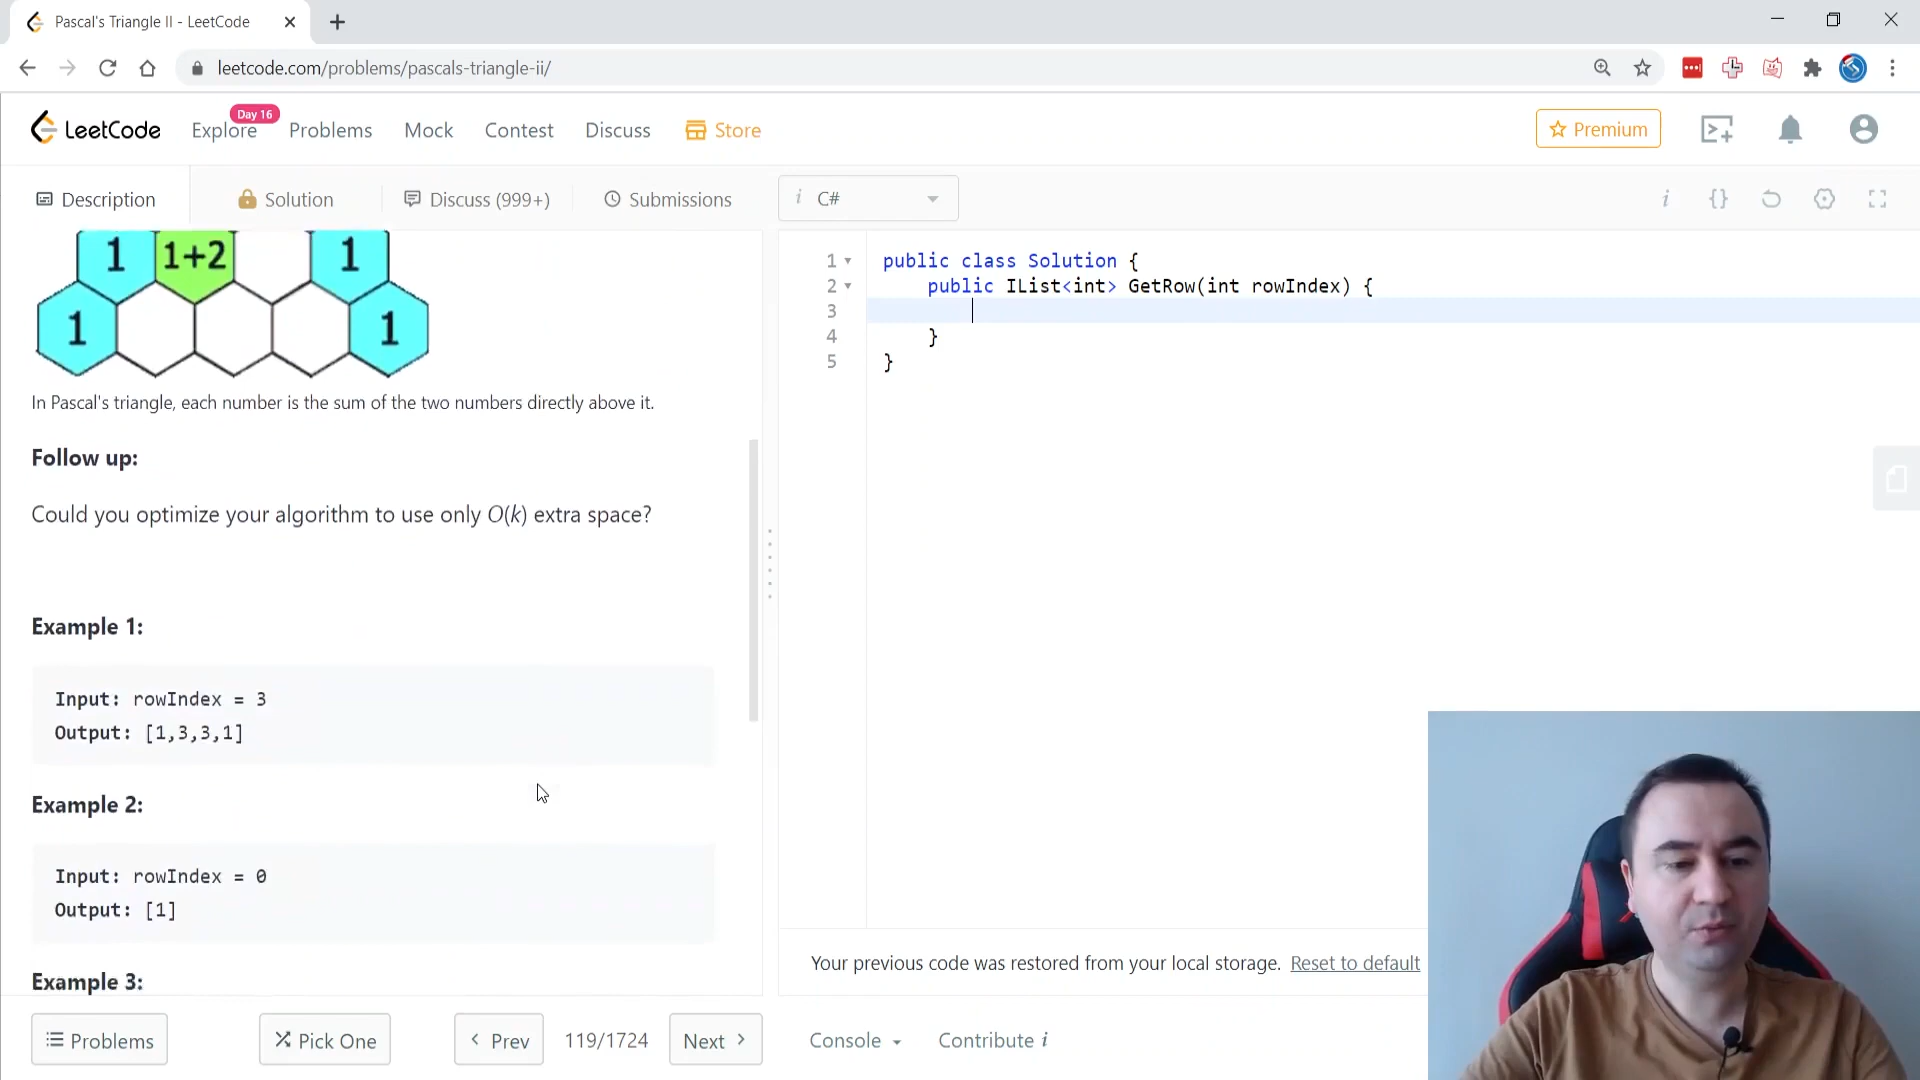 Pascal's Triangle II - LeetCode
leetcode.com/problems/pascals-triangle-ii/
LeetCode
Explore
Day 16
Problems
Mock
Contest
Discuss
Store
Premium
Description
Solution
Discuss (999+)
Submissions
i C#
1 1+2 1
1 1
In Pascal's triangle, each number is the sum of the two numbers directly above it.
Follow up:
Could you optimize your algorithm to use only O(k) extra space?
Example 1:
Input: rowIndex = 3
Output: [1,3,3,1]
Example 2:
Input: rowIndex = 0
Output: [1]
Example 3:
Problems
Pick One
Prev
119/1724
Next
i {}
1 public class Solution {
2 public IList<int> GetRow(int rowIndex) {
3
4 }
5 }
Your previous code was restored from your local storage. Reset to default
Console
Contribute i